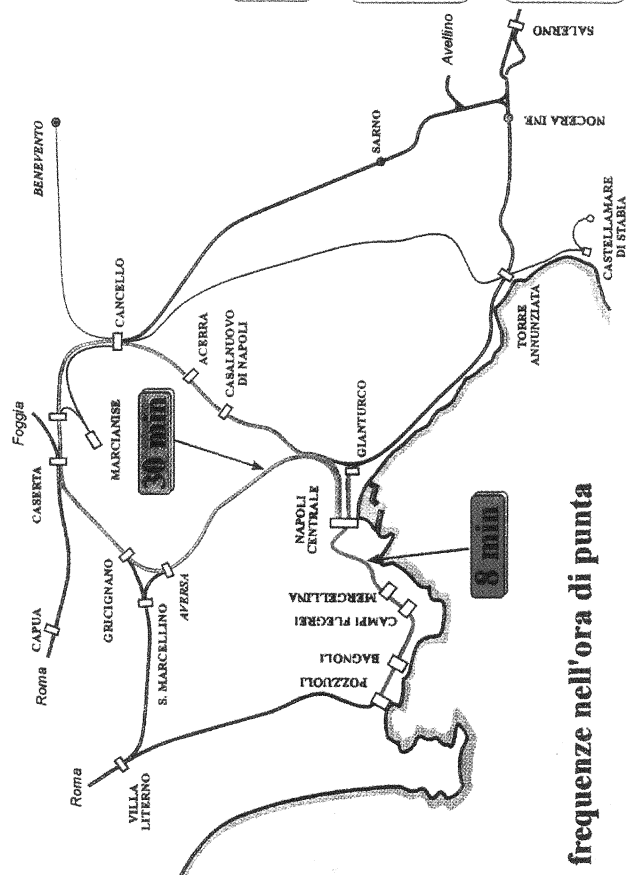 SALERNO
Avellino
NOCERA INF.
SARNO
BENEVENTO
CASTELLAMARE
DI STABIA
CANCELLO
TORRE
ANNUNZIATA
ACERRA
CASALNUOVO
DI NAPOLI
Foggia
MARCIANISE
30 min
GIANTURCO
CASERTA
NAPOLI
CENTRALE
8 min
GRICIGNANO
AVERSA
MERGELLINA
CAMPI FLEGREI
CAPUA
Roma
S. MARCELLINO
BAGNOLI
POZZUOLI
Roma
VILLA
LITERNO
frequenze nell'ora di punta